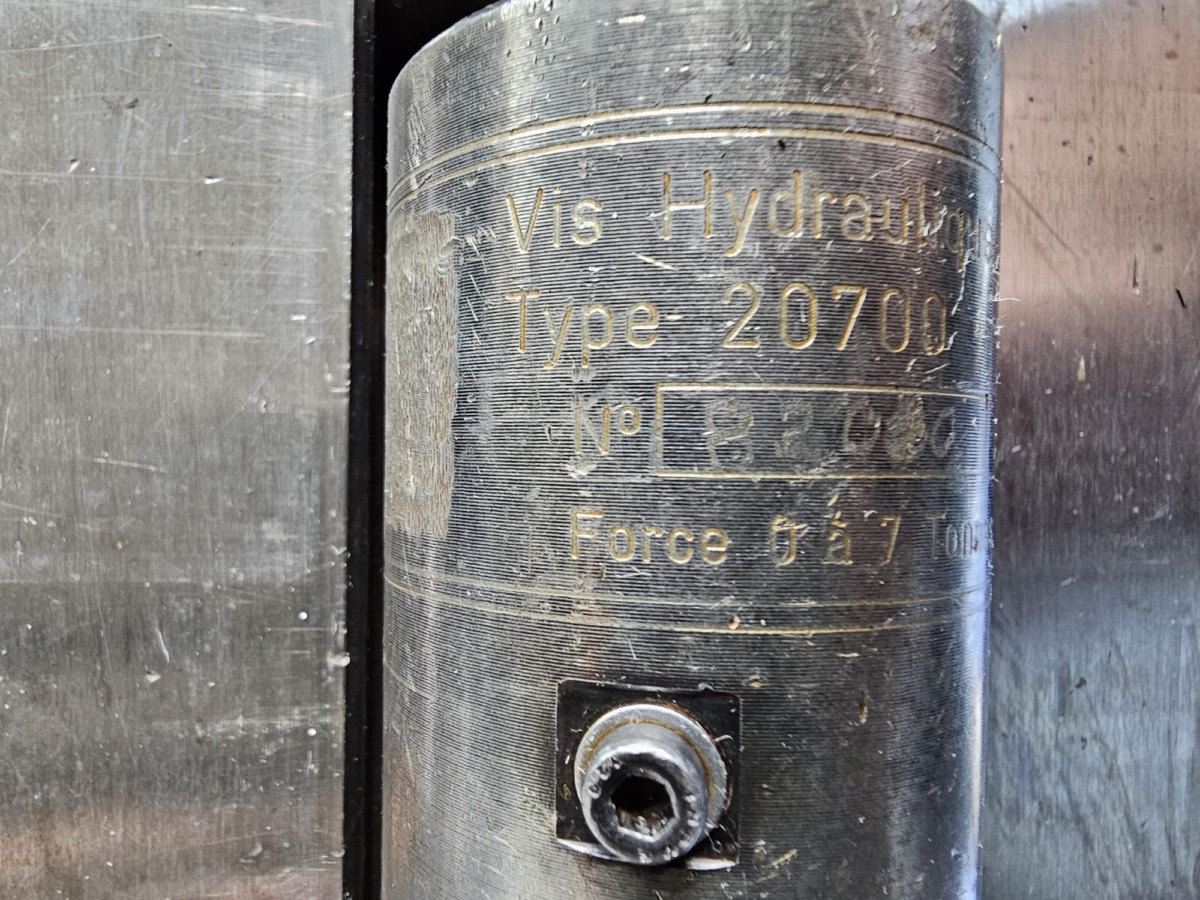 Vis Hydraulique
Type 20700
N°
Force 0 à 7